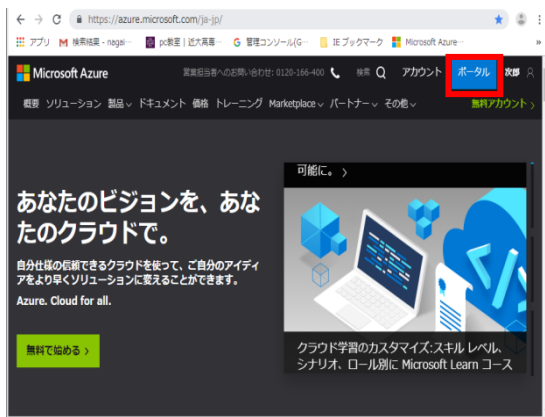 https://azure.microsoft.com/ja-jp/
アプリ 検索結果 - nagai… pc教室 | 近大高専… 管理コンソール(G… IE ブックマーク Microsoft Azure…
Microsoft Azure 営業担当者へのお問い合わせ: 0120-166-400 検索 アカウント ポータル 次郎
概要 ソリューション 製品 ドキュメント 価格 トレーニング Marketplace パートナー その他 無料アカウント >
可能に。 >
あなたのビジョンを、あな
たのクラウドで。
自分仕様の信頼できるクラウドを使って、ご自分のアイディ
アをより早くソリューションに変えることができます。
Azure. Cloud for all.
無料で始める >
クラウド学習のカスタマイズ:スキル レベル、
シナリオ、ロール別に Microsoft Learn コース